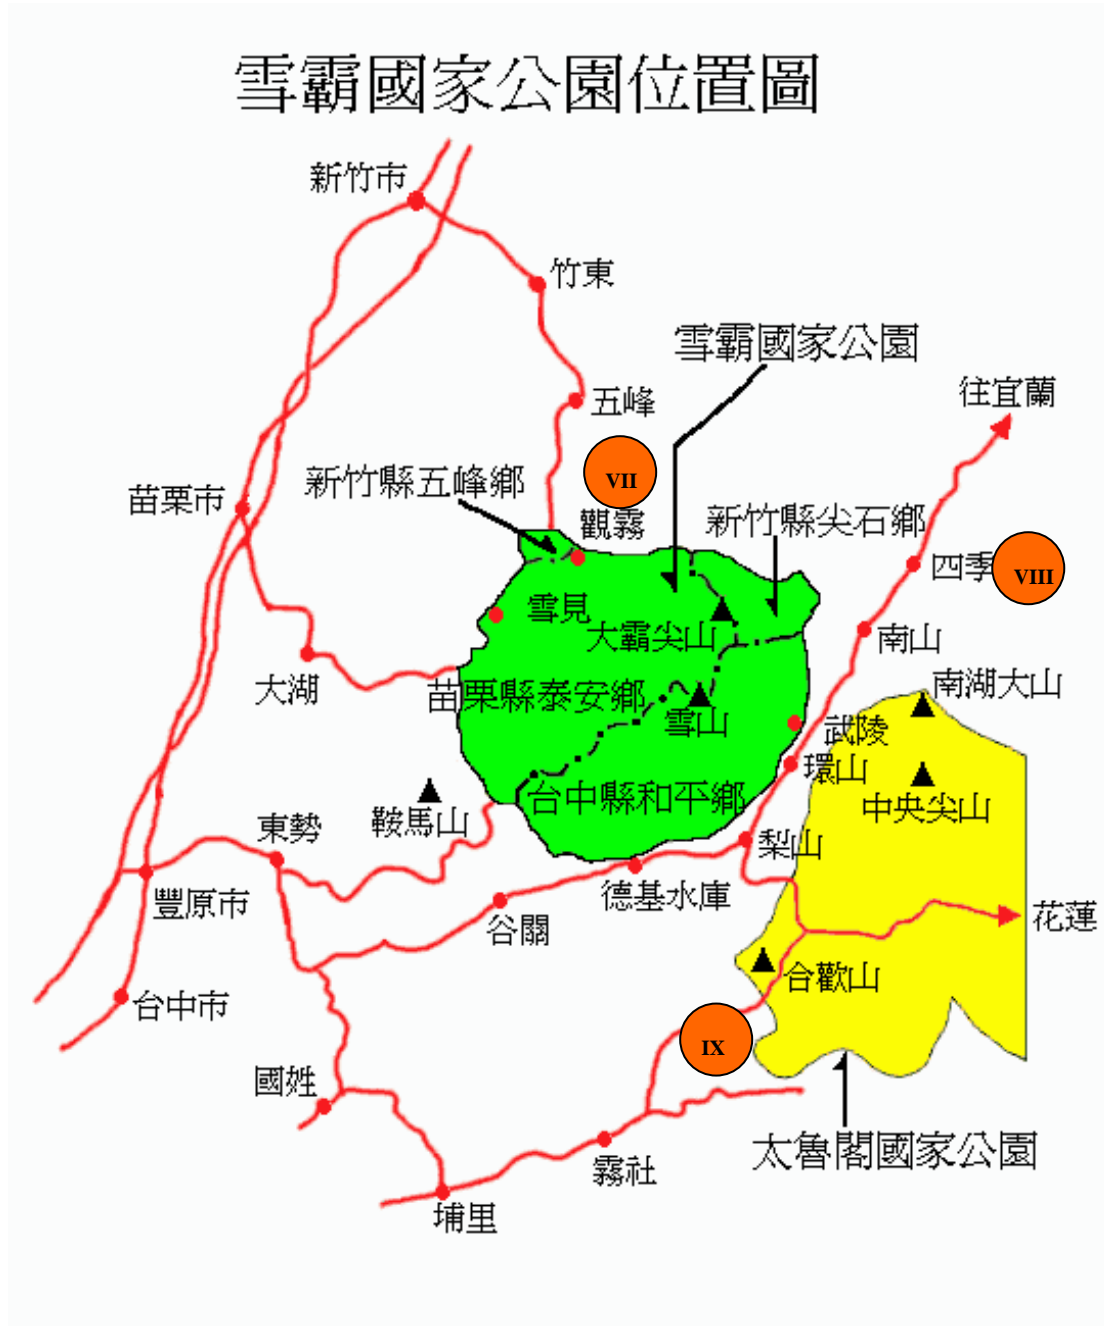 雪霸國家公園位置圖
新竹市
竹東
雪霸國家公園
往宜蘭
五峰
新竹縣五峰鄉
VII
苗栗市
觀霧
新竹縣尖石鄉
四季
VIII
雪見
大霸尖山
南山
大湖
苗栗縣泰安鄉
南湖大山
雪山
武陵
環山
鞍馬山
台中縣和平鄉
中央尖山
東勢
梨山
豐原市
德基水庫
谷關
花蓮
合歡山
台中市
IX
國姓
太魯閣國家公園
霧社
埔里